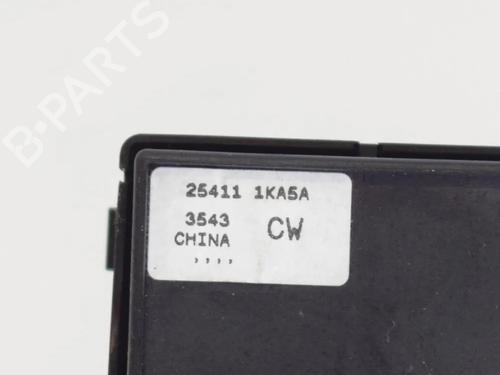 B-PARTS
25411 1KA5A
3543 CW
CHINA
,,,,